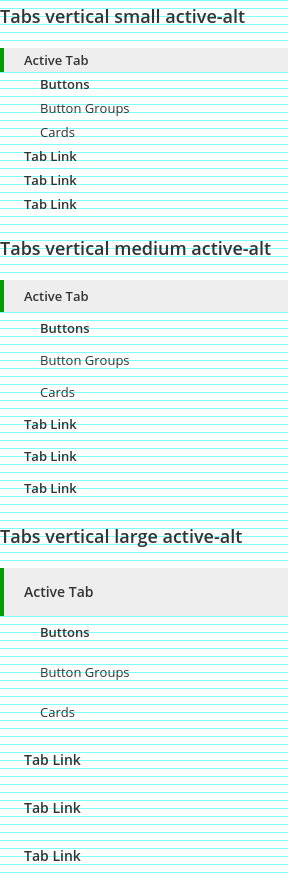 Tabs vertical small active-alt
Active Tab
Buttons
Button Groups
Cards
Tab Link
Tab Link
Tab Link
Tabs vertical medium active-alt
Active Tab
Buttons
Button Groups
Cards
Tab Link
Tab Link
Tab Link
Tabs vertical large active-alt
Active Tab
Buttons
Button Groups
Cards
Tab Link
Tab Link
Tab Link